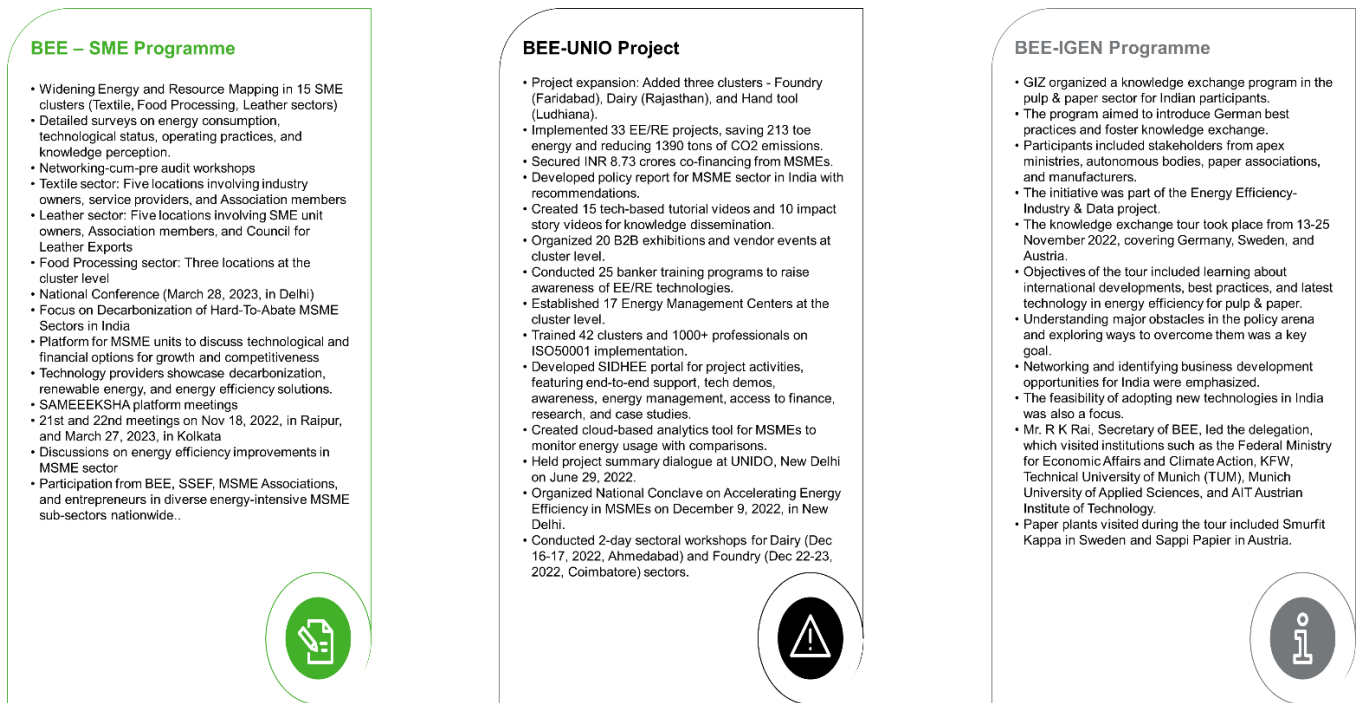 BEE – SME Programme
• Widening Energy and Resource Mapping in 15 SME
clusters (Textile, Food Processing, Leather sectors)
• Detailed surveys on energy consumption,
technological status, operating practices, and
knowledge perception.
• Networking-cum-pre audit workshops
• Textile sector: Five locations involving industry
owners, service providers, and Association members
• Leather sector: Five locations involving SME unit
owners, Association members, and Council for
Leather Exports
• Food Processing sector: Three locations at the
cluster level
• National Conference (March 28, 2023, in Delhi)
• Focus on Decarbonization of Hard-To-Abate MSME
Sectors in India
• Platform for MSME units to discuss technological and
financial options for growth and competitiveness
• Technology providers showcase decarbonization,
renewable energy, and energy efficiency solutions.
• SAMEEEKSHA platform meetings
• 21st and 22nd meetings on Nov 18, 2022, in Raipur,
and March 27, 2023, in Kolkata
• Discussions on energy efficiency improvements in
MSME sector
• Participation from BEE, SSEF, MSME Associations,
and entrepreneurs in diverse energy-intensive MSME
sub-sectors nationwide..
BEE-UNIO Project
• Project expansion: Added three clusters - Foundry
(Faridabad), Dairy (Rajasthan), and Hand tool
(Ludhiana).
• Implemented 33 EE/RE projects, saving 213 toe
energy and reducing 1390 tons of CO2 emissions.
• Secured INR 8.73 crores co-financing from MSMEs.
• Developed policy report for MSME sector in India with
recommendations.
• Created 15 tech-based tutorial videos and 10 impact
story videos for knowledge dissemination.
• Organized 20 B2B exhibitions and vendor events at
cluster level.
• Conducted 25 banker training programs to raise
awareness of EE/RE technologies.
• Established 17 Energy Management Centers at the
cluster level.
• Trained 42 clusters and 1000+ professionals on
ISO50001 implementation.
• Developed SIDHEE portal for project activities,
featuring end-to-end support, tech demos,
awareness, energy management, access to finance,
research, and case studies.
• Created cloud-based analytics tool for MSMEs to
monitor energy usage with comparisons.
• Held project summary dialogue at UNIDO, New Delhi
on June 29, 2022.
• Organized National Conclave on Accelerating Energy
Efficiency in MSMEs on December 9, 2022, in New
Delhi.
• Conducted 2-day sectoral workshops for Dairy (Dec
16-17, 2022, Ahmedabad) and Foundry (Dec 22-23,
2022, Coimbatore) sectors.
BEE-IGEN Programme
• GIZ organized a knowledge exchange program in the
pulp & paper sector for Indian participants.
• The program aimed to introduce German best
practices and foster knowledge exchange.
• Participants included stakeholders from apex
ministries, autonomous bodies, paper associations,
and manufacturers.
• The initiative was part of the Energy Efficiency-
Industry & Data project.
• The knowledge exchange tour took place from 13-25
November 2022, covering Germany, Sweden, and
Austria.
• Objectives of the tour included learning about
international developments, best practices, and latest
technology in energy efficiency for pulp & paper.
• Understanding major obstacles in the policy arena
and exploring ways to overcome them was a key
goal.
• Networking and identifying business development
opportunities for India were emphasized.
• The feasibility of adopting new technologies in India
was also a focus.
• Mr. R K Rai, Secretary of BEE, led the delegation,
which visited institutions such as the Federal Ministry
for Economic Affairs and Climate Action, KFW,
Technical University of Munich (TUM), Munich
University of Applied Sciences, and AIT Austrian
Institute of Technology.
• Paper plants visited during the tour included Smurfit
Kappa in Sweden and Sappi Papier in Austria.